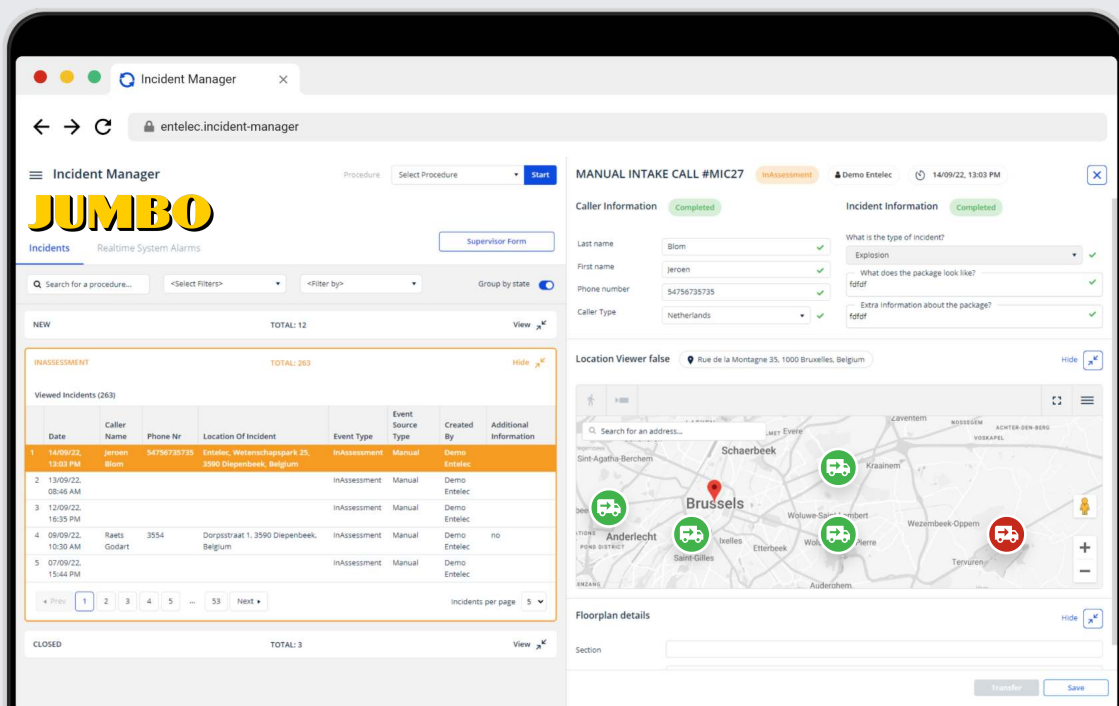 Incident Manager
entelec.incident-manager
Incident Manager
Procedure
Select Procedure
Start
JUMBO
Incidents
Realtime System Alarms
Supervisor Form
Search for a procedure...
<Select Filters>
<Filter by>
Group by state
NEW
TOTAL: 12
View
INASSESSMENT
TOTAL: 263
Hide
Viewed Incidents (263)
Date Caller Name Phone Nr Location Of Incident Event Type Event Source Type Created By Additional Information
1 14/09/22, 13:03 PM Jeroen Blom 54756735735 Entelec, Wetenschapspark 25, 3590 Diepenbeek, Belgium InAssessment Manual Demo Entelec
2 13/09/22, 08:46 AM InAssessment Manual Demo Entelec
3 12/09/22, 16:35 PM InAssessment Manual Demo Entelec
4 09/09/22, 10:30 AM Raets Godart 3554 Dorpsstraat 1, 3590 Diepenbeek, Belgium InAssessment Manual Demo Entelec no
5 07/09/22, 15:44 PM InAssessment Manual Demo Entelec
Prev 1 2 3 4 5 ... 53 Next
Incidents per page 5
CLOSED
TOTAL: 3
View
MANUAL INTAKE CALL #MIC27
InAssessment
Demo Entelec
14/09/22, 13:03 PM
Caller Information
Completed
Last name
Blom
First name
Jeroen
Phone number
54756735735
Caller Type
Netherlands
Incident Information
Completed
What is the type of incident?
Explosion
What does the package look like?
fdfdf
Extra information about the package?
fdfdf
Location Viewer false
Rue de la Montagne 35, 1000 Bruxelles, Belgium
Hide
Search for an address...
Evere
Zaventem
NOSSEGEM
ACHTER-DEN-BERG
VOSKAPEL
Schaerbeek
Sint-Agatha-Berchem
Kraainem
Brussels
Woluwe-Saint-Lambert
Wezembeek-Oppem
Anderlecht
Ixelles
Etterbeek
Pierre
Saint-Gilles
Tervuren
Floorplan details
Hide
Section
Transfer
Save